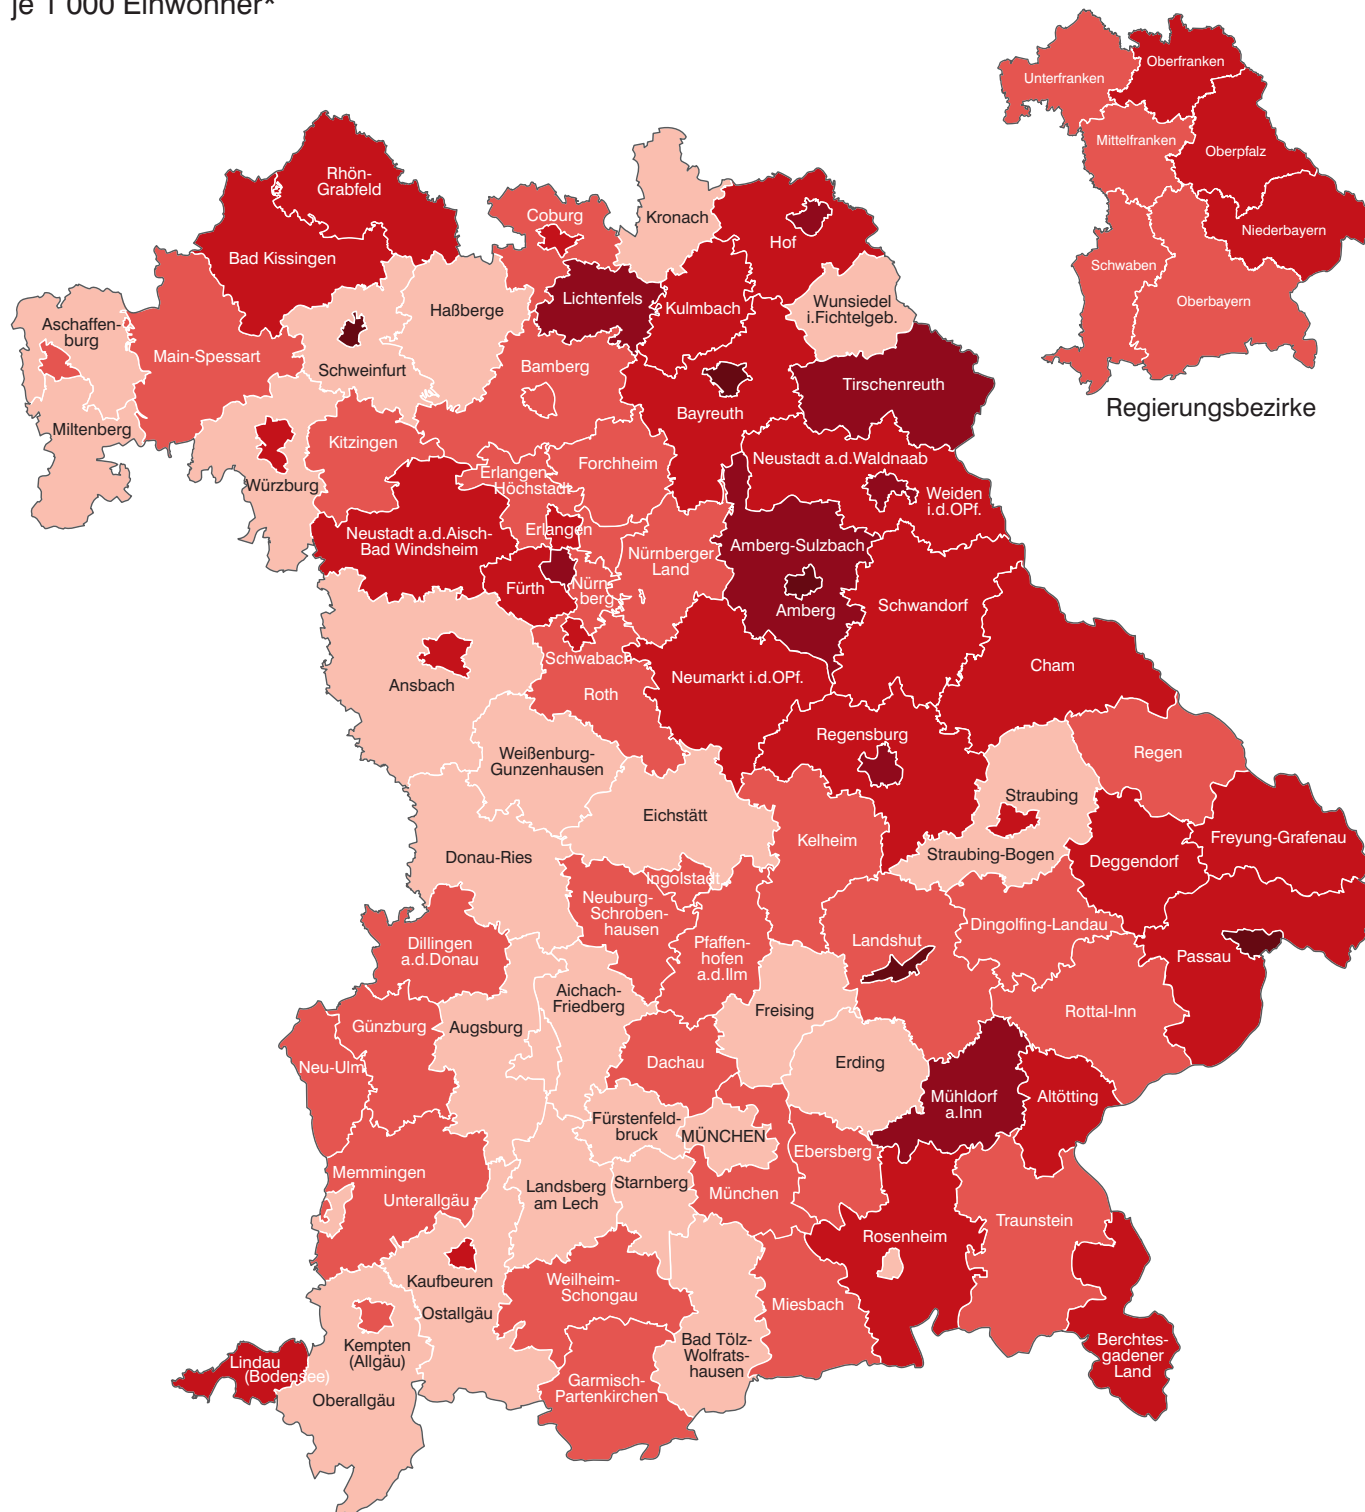 je 1 000 Einwohner*
Unterfranken
Oberfranken
Mittelfranken
Oberpfalz
Niederbayern
Schwaben
Oberbayern
Regierungsbezirke
Rhön-
Grabfeld
Bad Kissingen
Coburg
Kronach
Hof
Lichtenfels
Kulmbach
Wunsiedel
i.Fichtelgeb.
Haßberge
Aschaffen-
burg
Main-Spessart
Schweinfurt
Bamberg
Bayreuth
Tirschenreuth
Miltenberg
Kitzingen
Würzburg
Erlangen-
Höchstadt
Forchheim
Neustadt a.d.Waldnaab
Weiden
i.d.OPf.
Neustadt a.d.Aisch-
Bad Windsheim
Erlangen
Fürth
Nürn-
berg
Nürnberger
Land
Amberg-Sulzbach
Amberg
Schwandorf
Cham
Ansbach
Schwabach
Roth
Neumarkt i.d.OPf.
Regensburg
Regen
Weißenburg-
Gunzenhausen
Eichstätt
Kelheim
Straubing
Straubing-Bogen
Deggendorf
Freyung-Grafenau
Donau-Ries
Ingolstadt
Neuburg-
Schroben-
hausen
Pfaffen-
hofen
a.d.Ilm
Landshut
Dingolfing-Landau
Passau
Rottal-Inn
Dillingen
a.d.Donau
Günzburg
Augsburg
Aichach-
Friedberg
Freising
Erding
Neu-Ulm
Dachau
Mühldorf
a.Inn
Altötting
Fürstenfeld-
bruck
MÜNCHEN
Ebersberg
Memmingen
Unterallgäu
Landsberg
am Lech
Starnberg
München
Rosenheim
Traunstein
Kaufbeuren
Ostallgäu
Weilheim-
Schongau
Miesbach
Bad Tölz-
Wolfrats-
hausen
Berchtes-
gadener
Land
Kempten
(Allgäu)
Lindau
(Bodensee)
Oberallgäu
Garmisch-
Partenkirchen